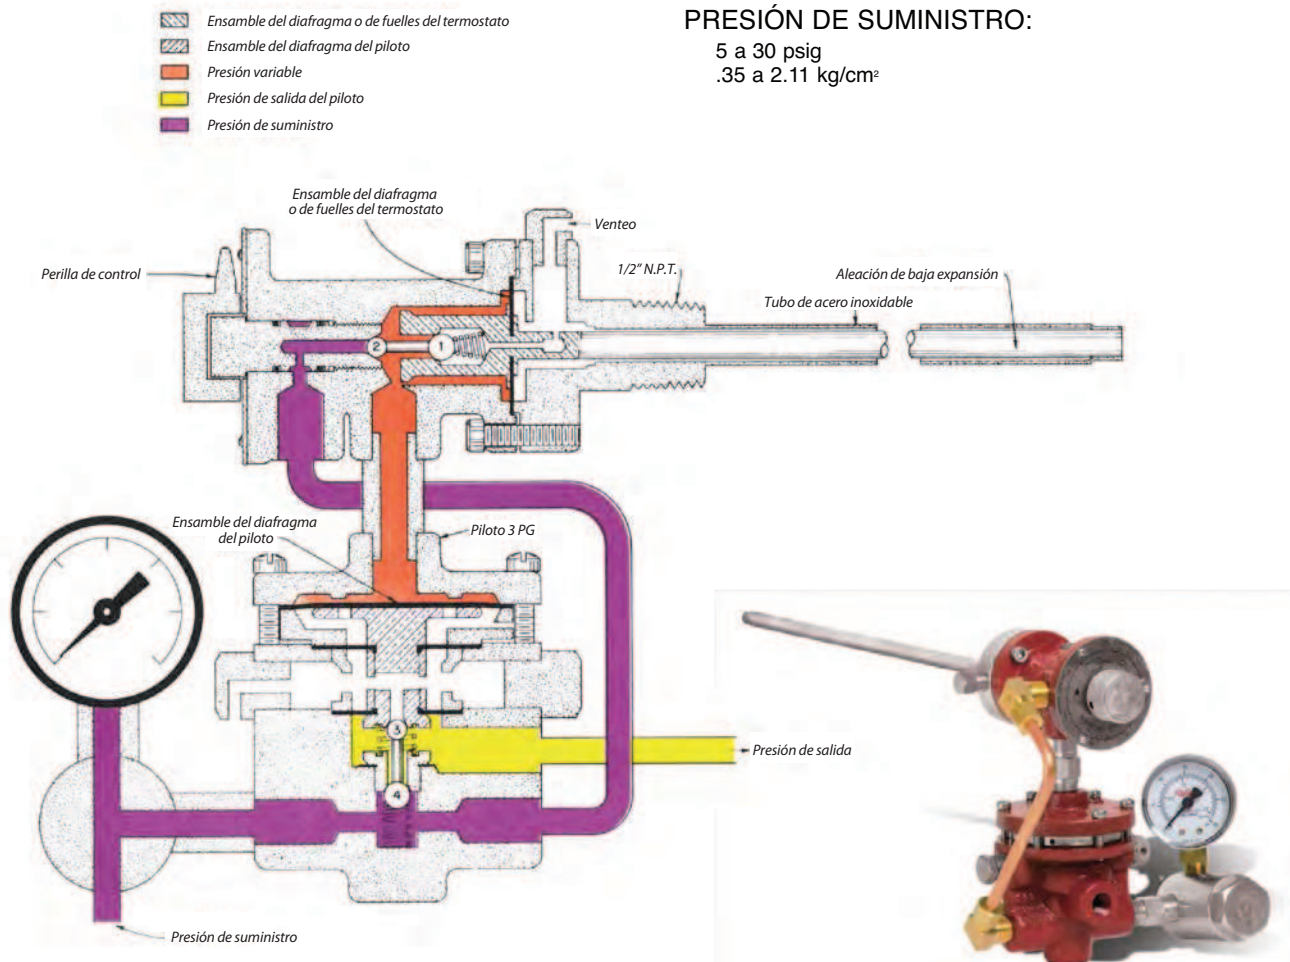 Ensamble del diafragma o de fuelles del termostato
Ensamble del diafragma del piloto
Presión variable
Presión de salida del piloto
Presión de suministro
PRESIÓN DE SUMINISTRO:
5 a 30 psig
.35 a 2.11 kg/cm²
Ensamble del diafragma
o de fuelles del termostato
Venteo
Perilla de control
1/2" N.P.T.
Aleación de baja expansión
Tubo de acero inoxidable
2
1
Ensamble del diafragma
del piloto
Piloto 3 PG
3
Presión de salida
4
Presión de suministro